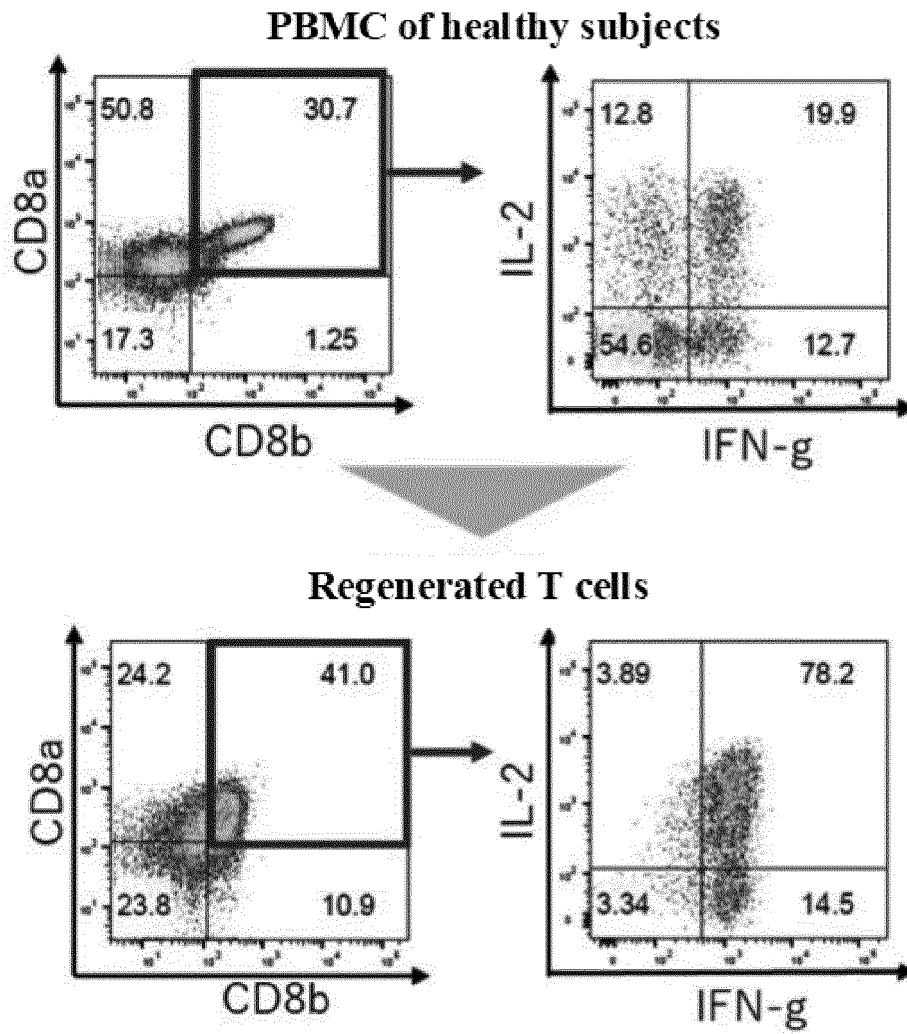 PBMC of healthy subjects
50.8 30.7
17.3 1.25
CD8a
CD8b
12.8 19.9
54.6 12.7
IL-2
IFN-g
Regenerated T cells
24.2 41.0
23.8 10.9
CD8a
CD8b
3.89 78.2
3.34 14.5
IL-2
IFN-g